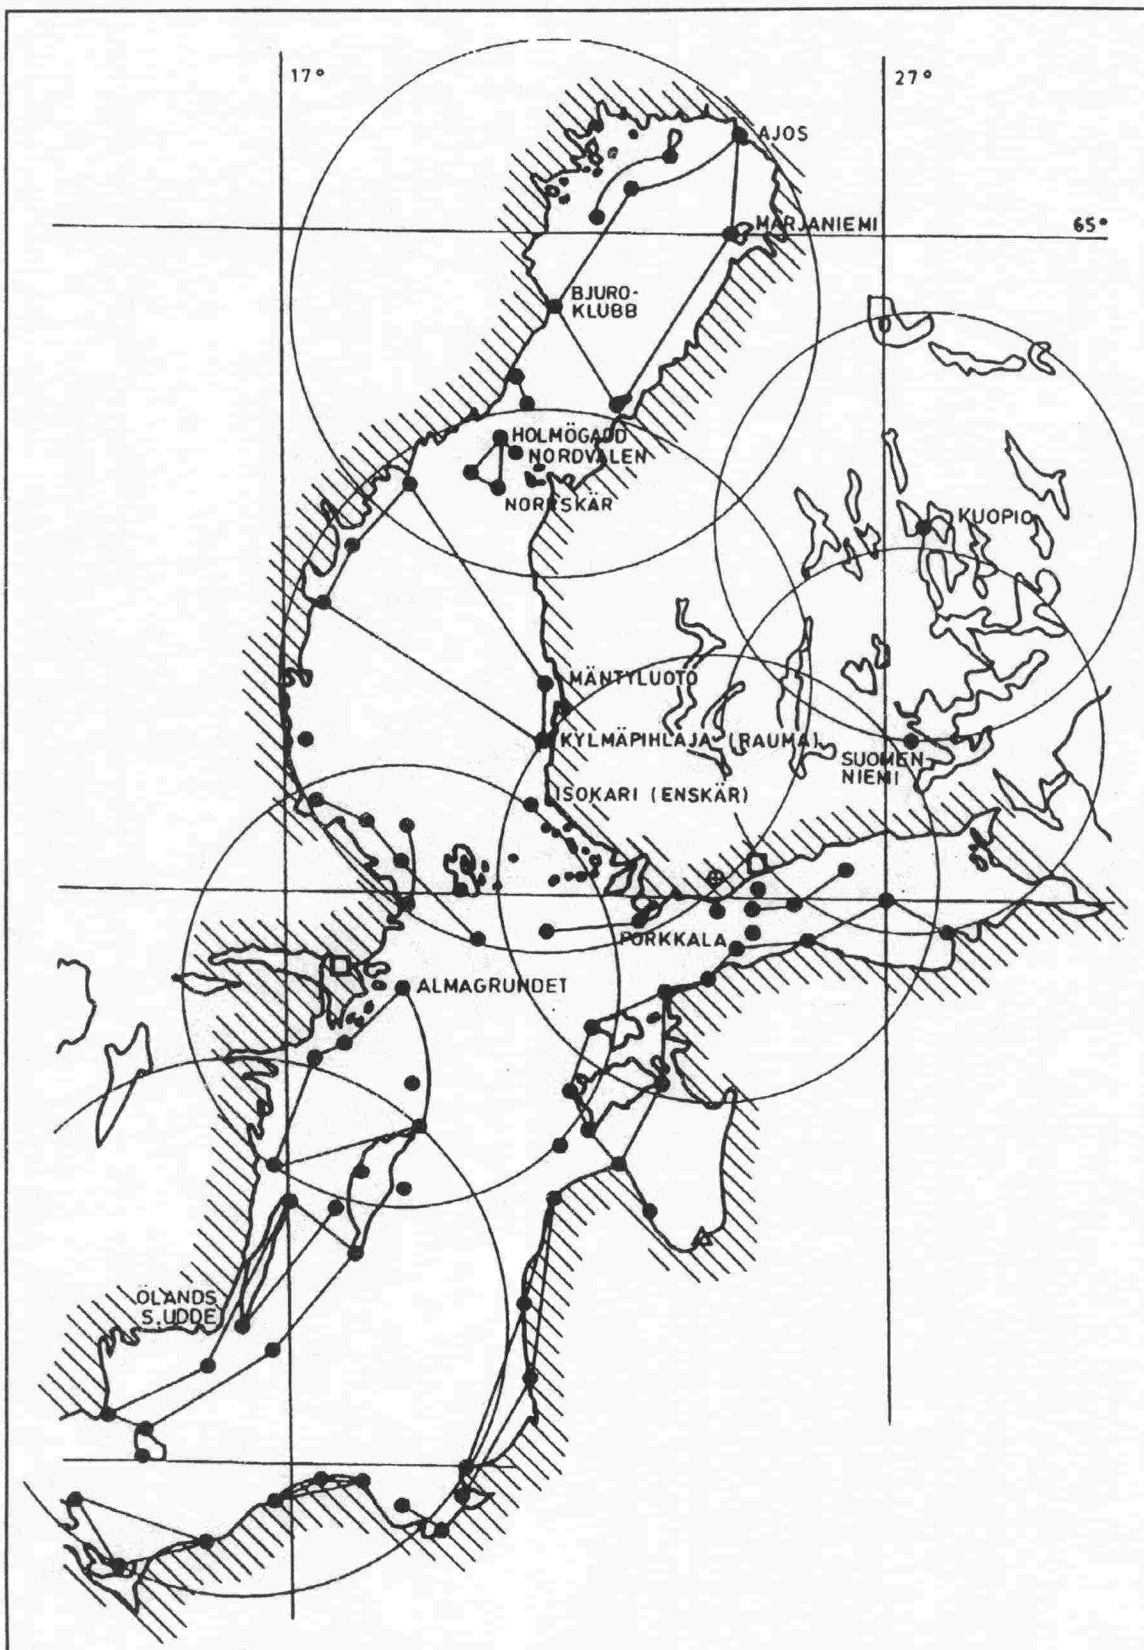 17°
27°
AJOS
MARJANIEMI
65°
BJURO-
KLUBB
HOLMÖGADD
NORDVALEN
NORRSKÄR
KUOPIO
MÄNTYLUOTO
KYLMÄPIHLAJA (RAUMA)
SUOMEN-
NIEMI
ISOKARI (ENSKÄR)
PORKKALA
ALMAGRUNDET
ÖLANDS
S.UDDE